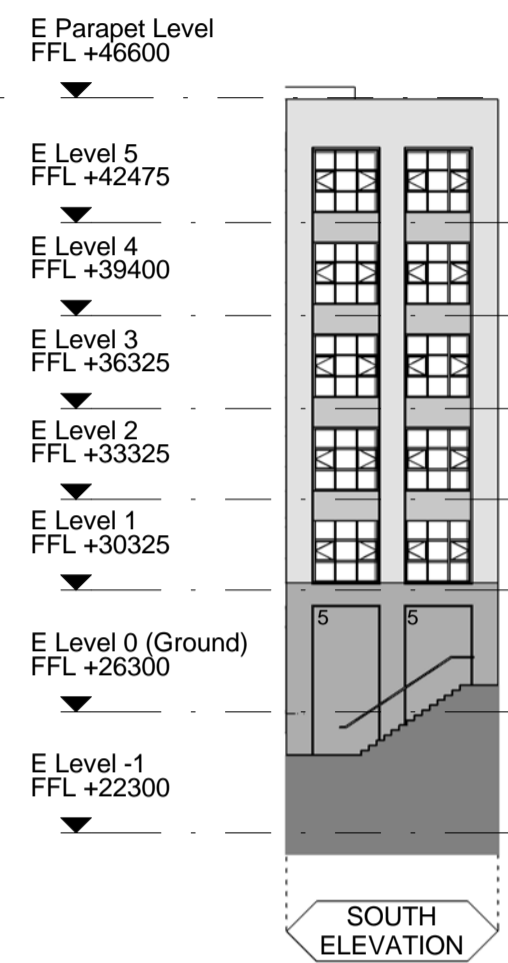 E Parapet Level
FFL +46600
E Level 5
FFL +42475
E Level 4
FFL +39400
E Level 3
FFL +36325
E Level 2
FFL +33325
E Level 1
FFL +30325
5 5
E Level 0 (Ground)
FFL +26300
E Level -1
FFL +22300
SOUTH
ELEVATION